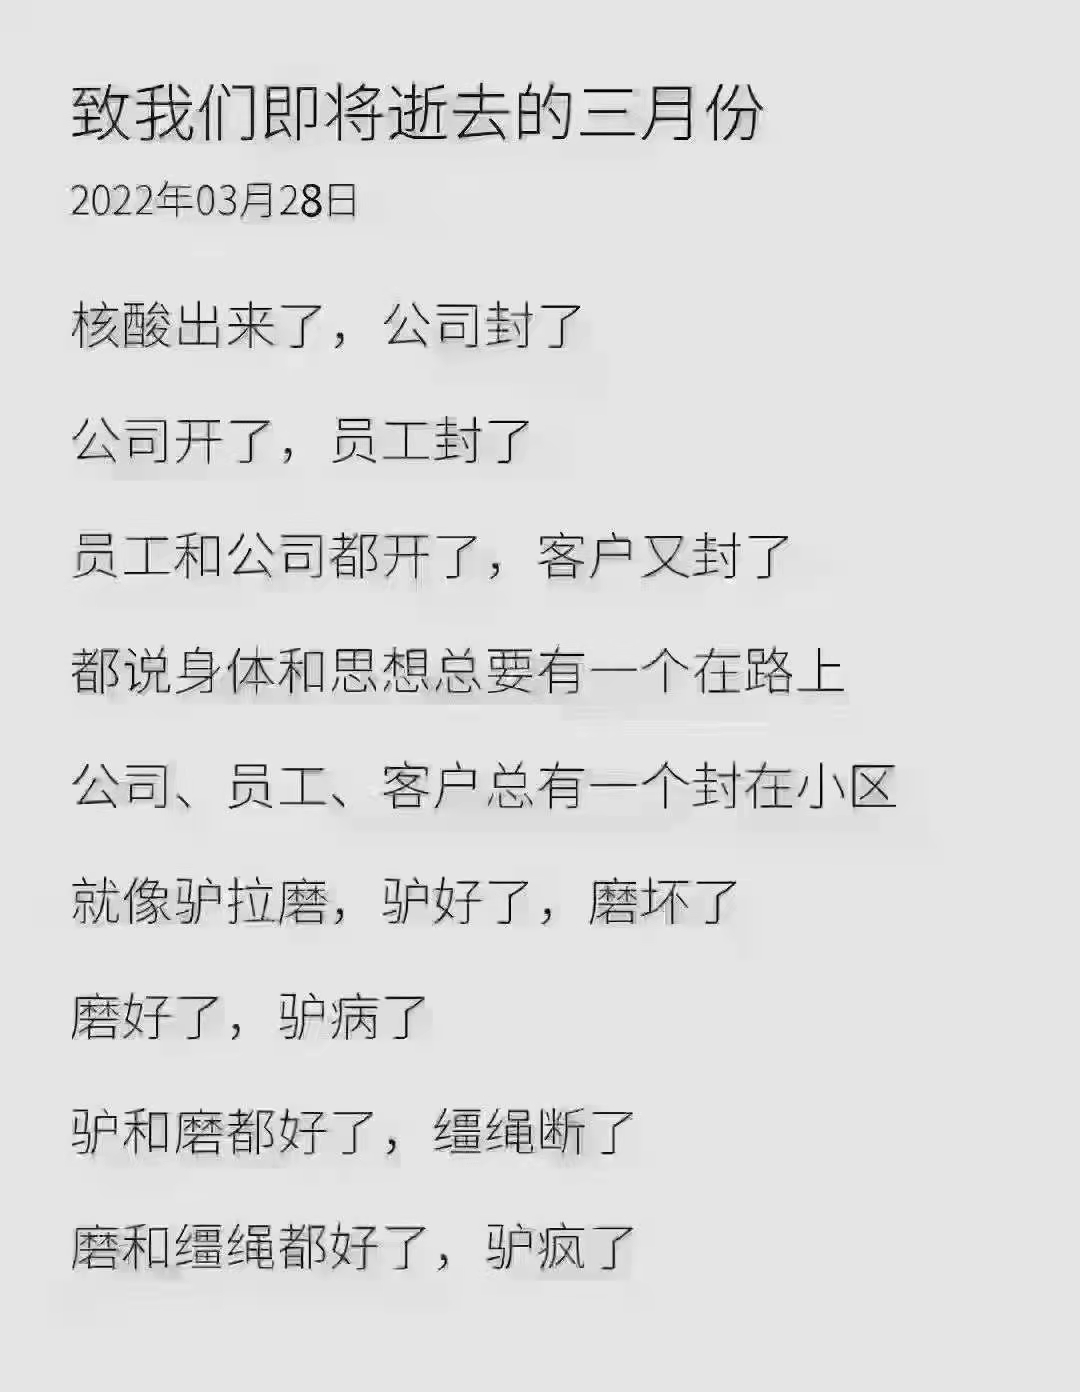 致我们即将逝去的三月份
2022年03月28日
核酸出来了，公司封了
公司开了，员工封了
员工和公司都开了，客户又封了
都说身体和思想总要有一个在路上
公司、员工、客户总有一个封在小区
就像驴拉磨，驴好了，磨坏了
磨好了，驴病了
驴和磨都好了，缰绳断了
磨和缰绳都好了，驴疯了